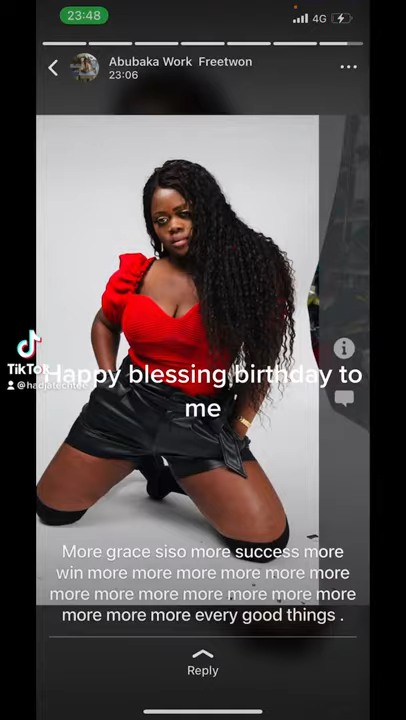 23:48
4G
Abubaka Work Freetwon
23:06
TikTok
@hadjatechtee
Happy blessing,birthday to
me
More grace siso more success more
win more more more more more more
more more more more more more more
more more more every good things .
Reply